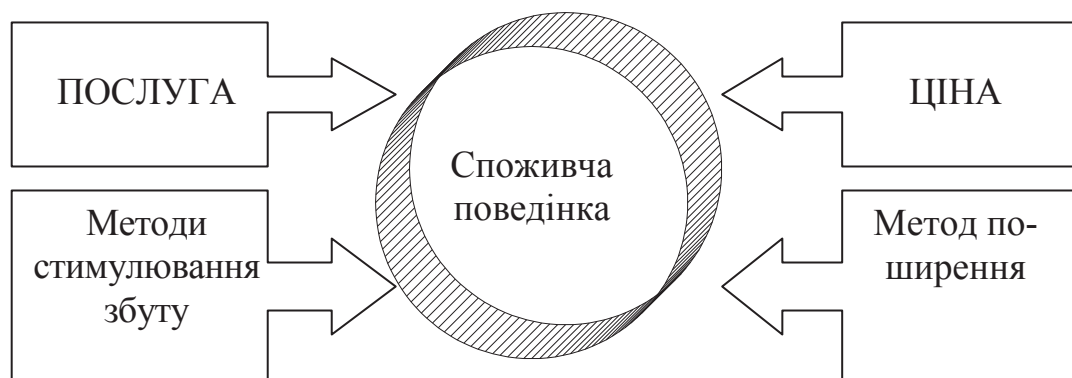 ПОСЛУГА
ЦІНА
Споживча
поведінка
Методи
стимулювання
збуту
Метод по-
ширення